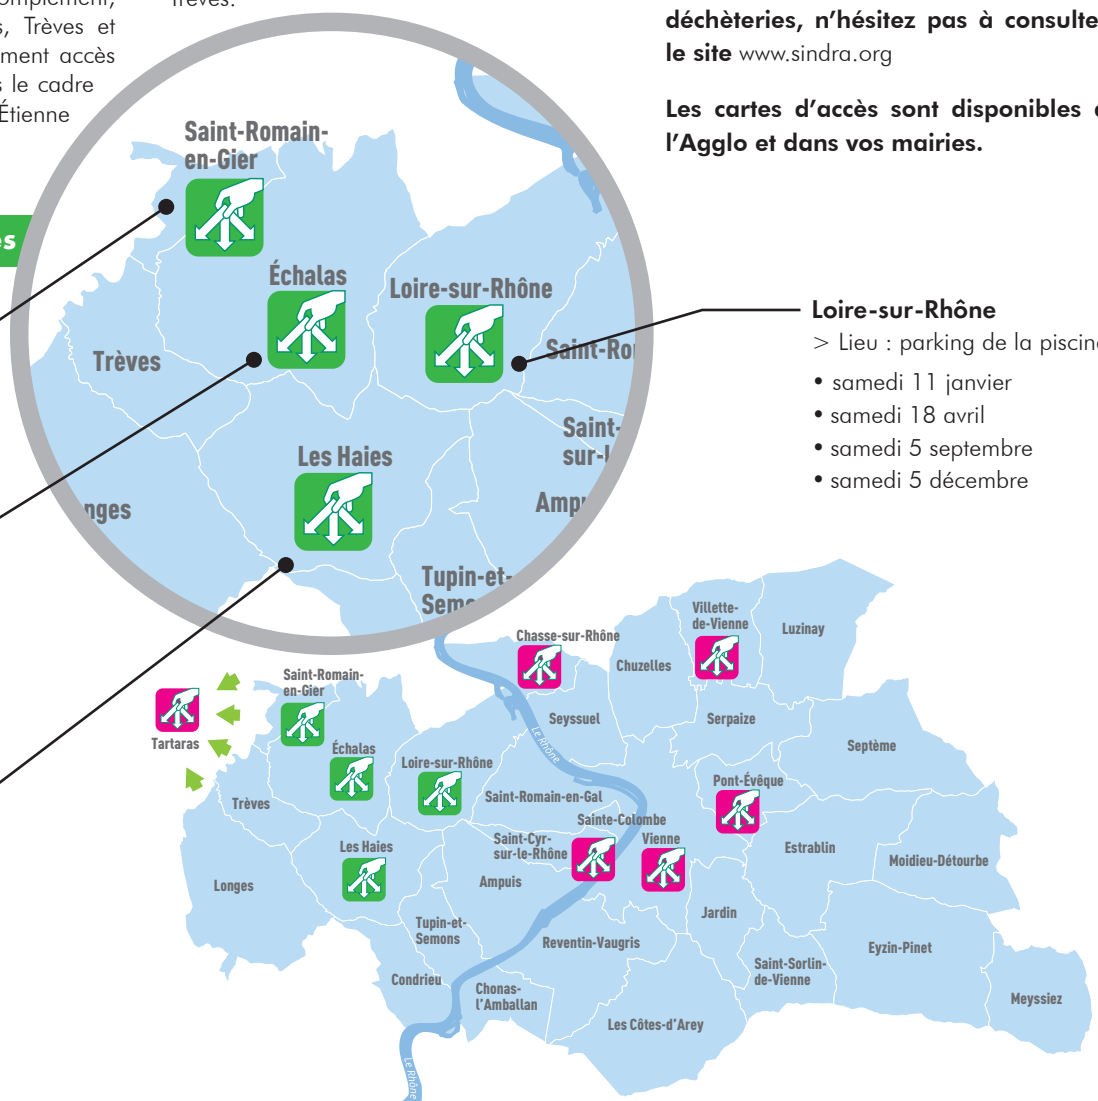 s, Trèves et
ment accès
s le cadre
Étienne
Trèves.
déchèteries, n’hésitez pas à consulte
le site www.sindra.org
Les cartes d’accès sont disponibles
l’Agglo et dans vos mairies.
es
Saint-Romain-
en-Gier
Échalas
Loire-sur-Rhône
Trèves
Saint-Ro
Les Haies
Saint-
sur-l
nges
Amp
Tupin-et-
Sem
Loire-sur-Rhône
> Lieu : parking de la piscine
• samedi 11 janvier
• samedi 18 avril
• samedi 5 septembre
• samedi 5 décembre
Chasse-sur-Rhône
Villette-
de-Vienne
Luzinay
Chuzelles
Saint-Romain-
en-Gier
Tartaras
Seyssuel
Serpaize
Le Rhône
Septème
Échalas
Loire-sur-Rhône
Pont-Évêque
Trèves
Saint-Romain-en-Gal
Sainte-Colombe
Saint-Cyr-
sur-le-Rhône
Vienne
Les Haies
Estrablin
Moidieu-Détourbe
Longes
Ampuis
Jardin
Tupin-et-
Semons
Reventin-Vaugris
Eyzin-Pinet
Saint-Sorlin-
de-Vienne
Condrieu
Chonas-
l’Amballan
Meyssiez
Les Côtes-d’Arey
Le Rhône